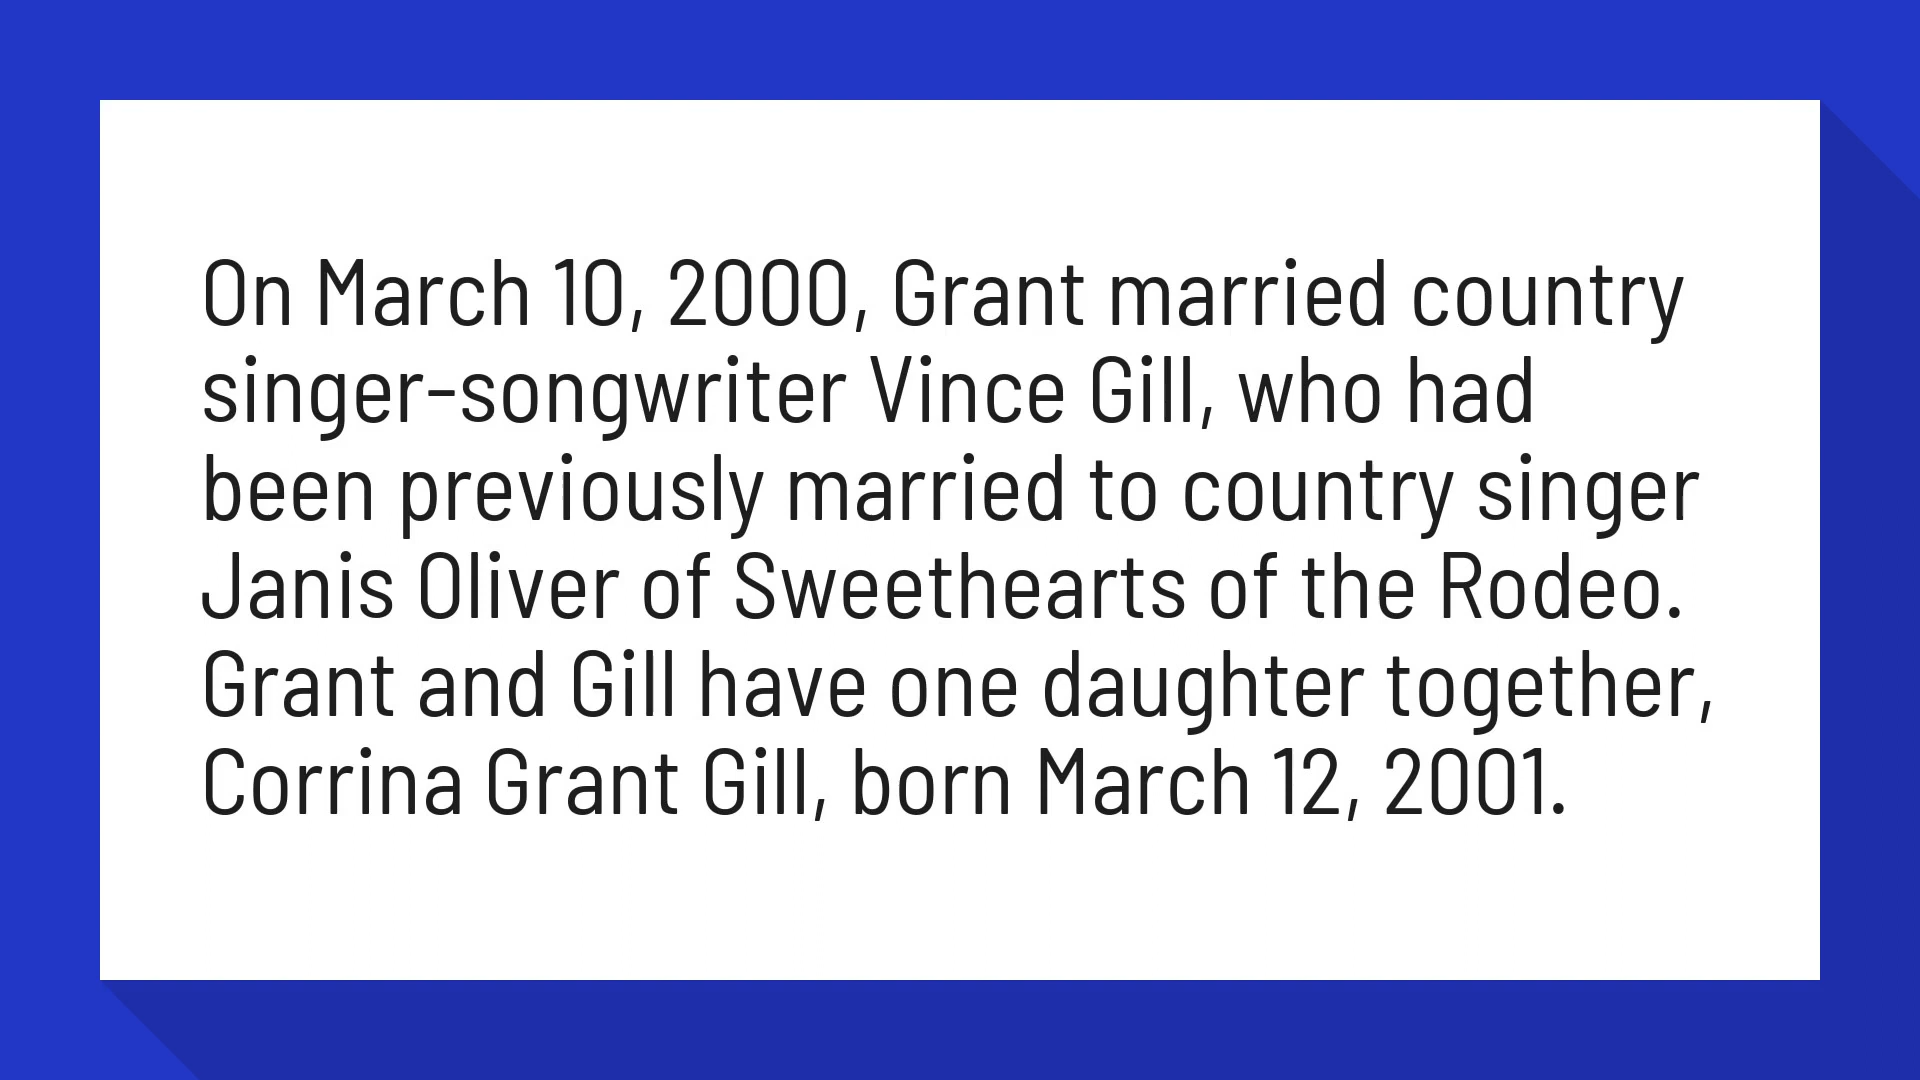 On March 10, 2000, Grant married country
singer-songwriter Vince Gill, who had
been previously married to country singer
Janis Oliver of Sweethearts of the Rodeo.
Grant and Gill have one daughter together,
Corrina Grant Gill, born March 12, 2001.